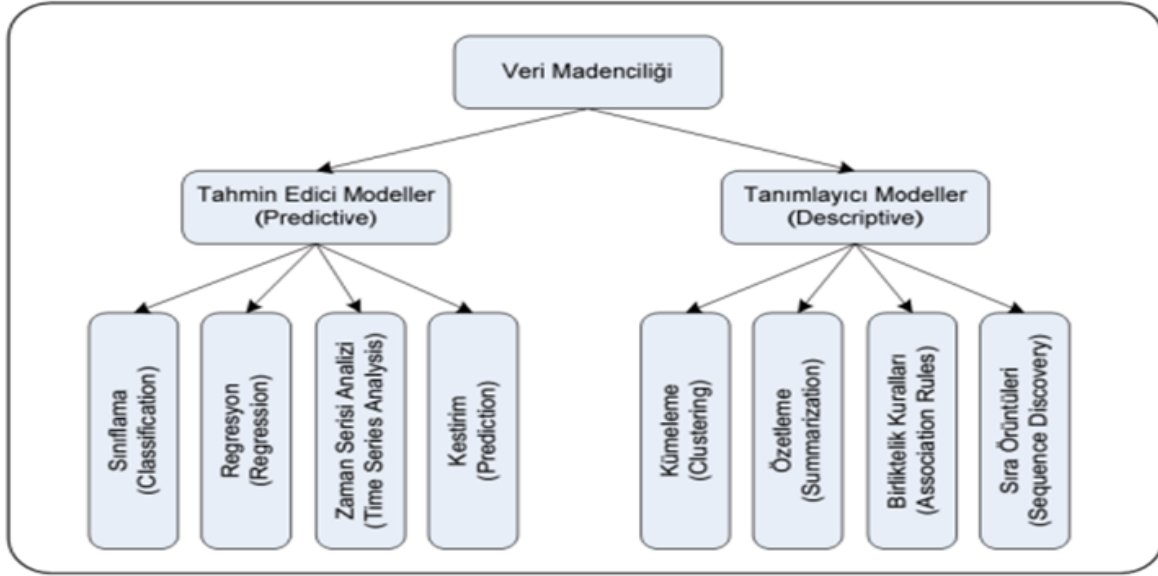 Veri Madenciliği
Tahmin Edici Modeller
(Predictive)
Tanımlayıcı Modeller
(Descriptive)
Sınıflama
(Classification)
Regresyon
(Regression)
Zaman Serisi Analizi
(Time Series Analysis)
Kestirim
(Prediction)
Kümeleme
(Clustering)
Özetleme
(Summarization)
Birliktelik Kuralları
(Association Rules)
Sıra Örüntüleri
(Sequence Discovery)